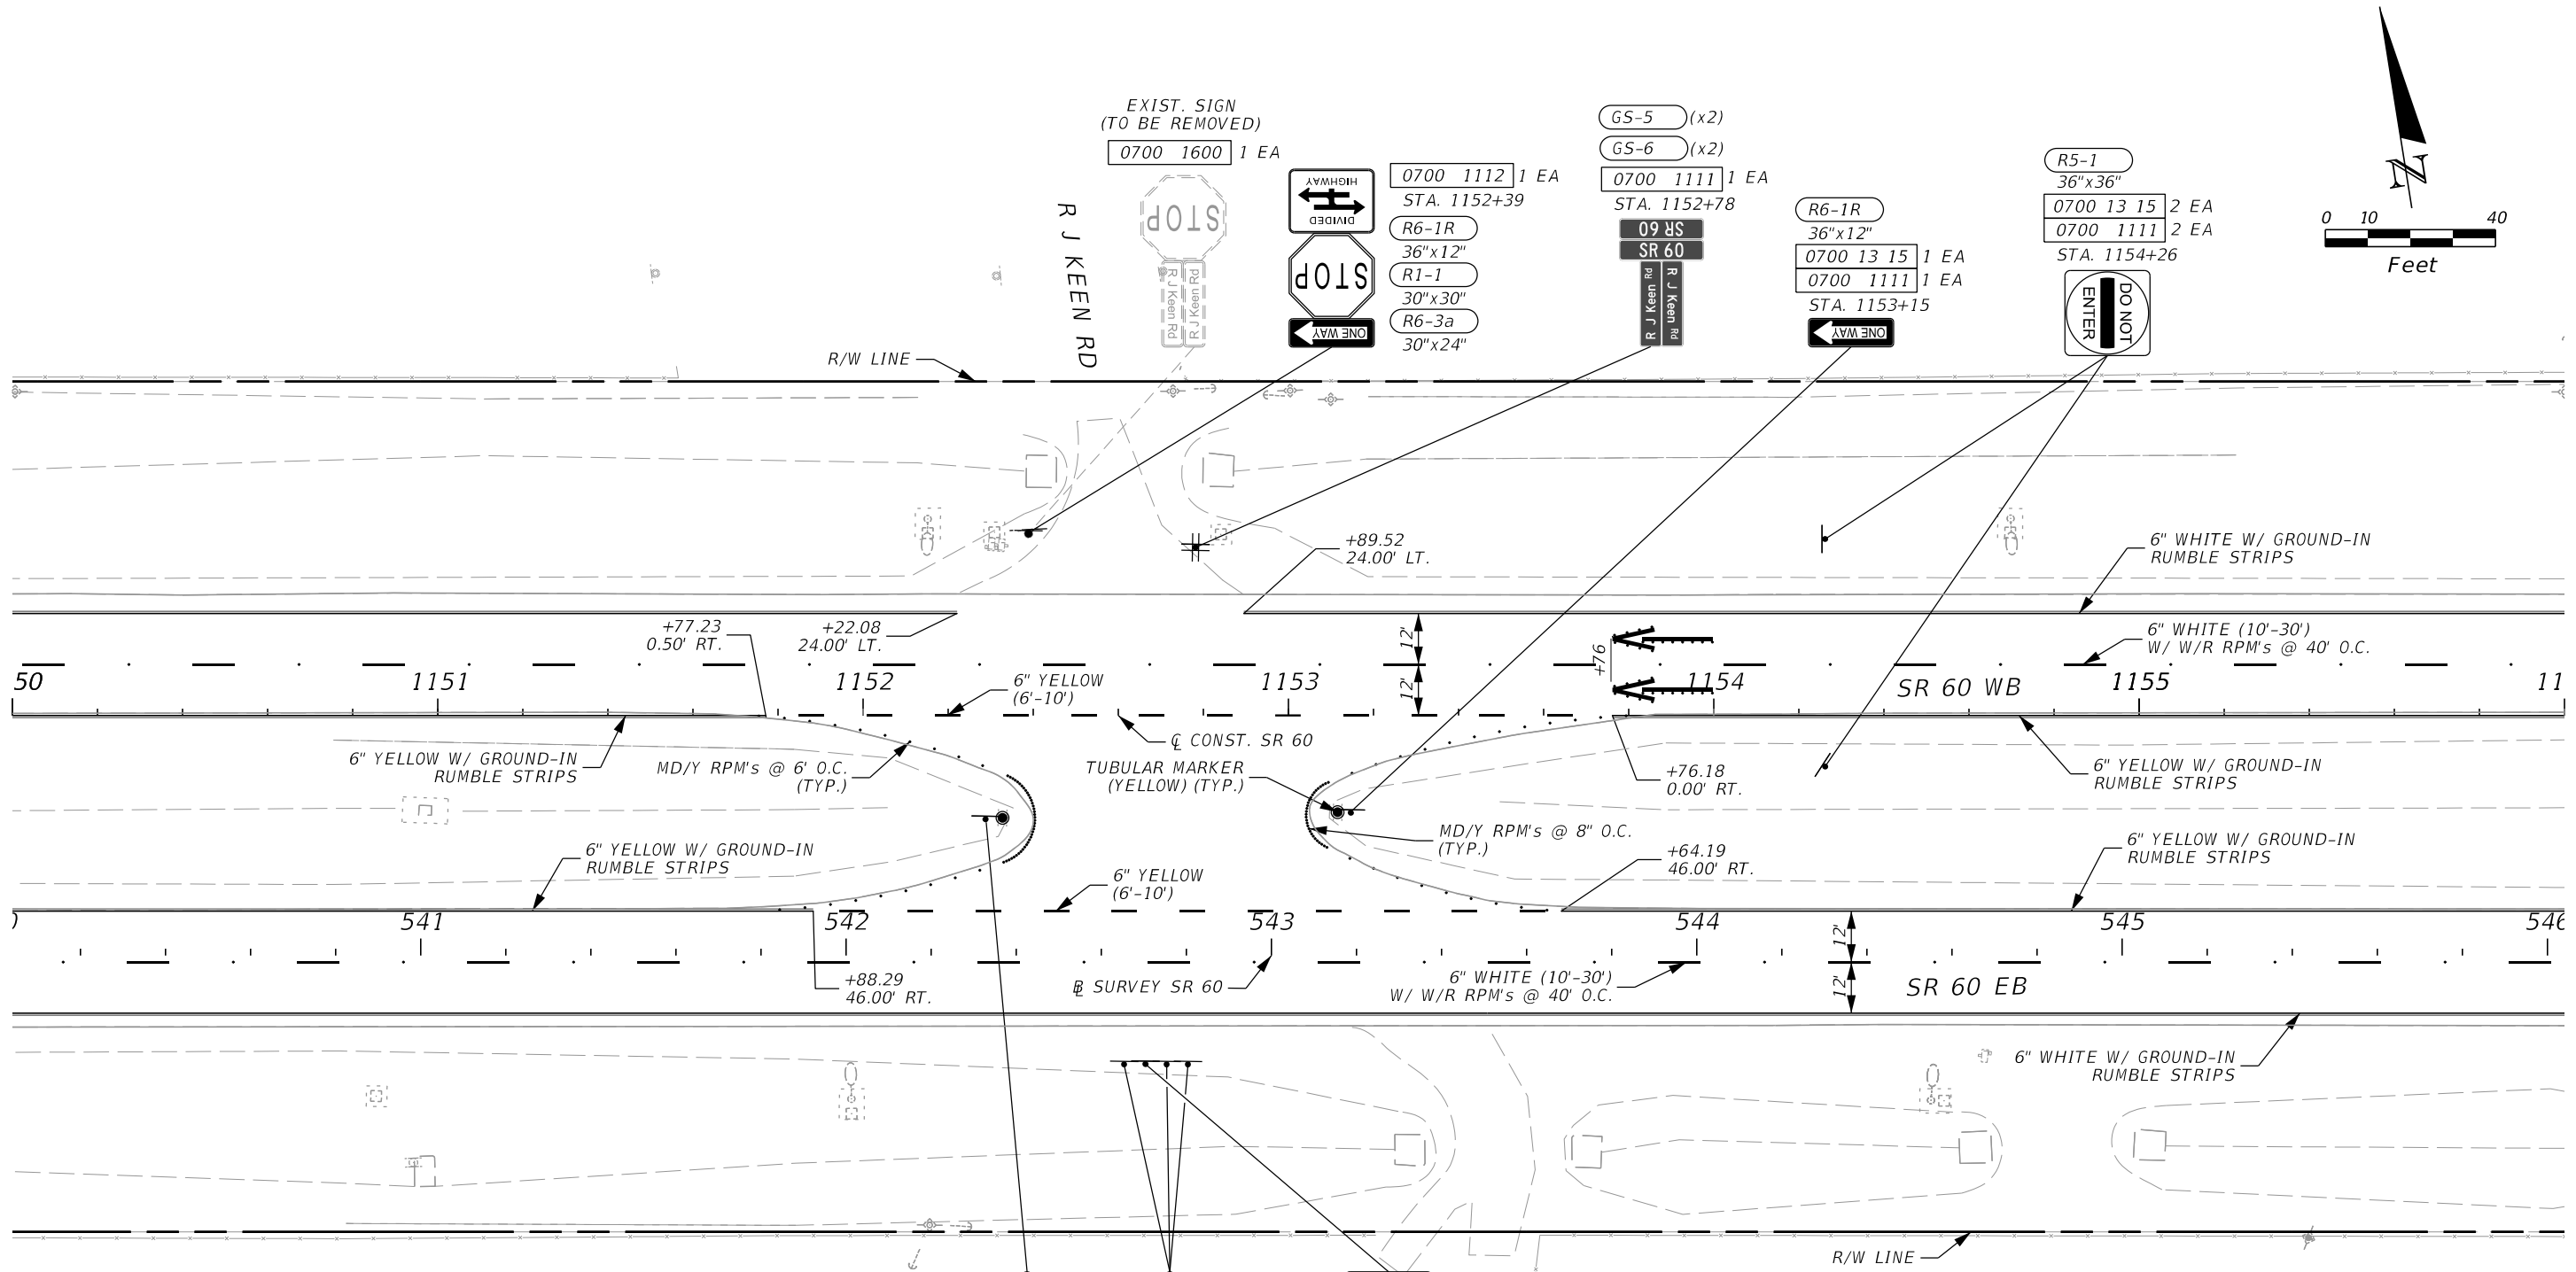 EXIST. SIGN
(TO BE REMOVED)
0700 1600 1 EA
STOP
R J Keen Rd
R J Keen Rd
R J KEEN RD
DIVIDED
HIGHWAY
STOP
ONE WAY
0700 1112 1 EA
STA. 1152+39
R6-1R
36"x12"
R1-1
30"x30"
R6-3a
30"x24"
GS-5 (x2)
GS-6 (x2)
0700 1111 1 EA
STA. 1152+78
SR 60
SR 60
R J Keen Rd
R J Keen Rd
R6-1R
36"x12"
0700 13 15 1 EA
0700 1111 1 EA
STA. 1153+15
ONE WAY
R5-1
36"x36"
0700 13 15 2 EA
0700 1111 2 EA
STA. 1154+26
DO NOT
ENTER
N
0 10 40
Feet
R/W LINE
+89.52
24.00' LT.
6" WHITE W/ GROUND-IN
RUMBLE STRIPS
+77.23
0.50' RT.
+22.08
24.00' LT.
12'
12'
+76
6" WHITE (10'-30')
W/ W/R RPM's @ 40' O.C.
50 1151 1152 1153 1154 SR 60 WB 1155 11
6" YELLOW
(6'-10')
℄ CONST. SR 60
6" YELLOW W/ GROUND-IN
RUMBLE STRIPS
MD/Y RPM's @ 6' O.C.
(TYP.)
TUBULAR MARKER
(YELLOW) (TYP.)
+76.18
0.00' RT.
6" YELLOW W/ GROUND-IN
RUMBLE STRIPS
MD/Y RPM's @ 8" O.C.
(TYP.)
6" YELLOW W/ GROUND-IN
RUMBLE STRIPS
+64.19
46.00' RT.
6" YELLOW W/ GROUND-IN
RUMBLE STRIPS
6" YELLOW
(6'-10')
541 542 543 544 545 546
12'
12'
+88.29
46.00' RT.
B̵L SURVEY SR 60
6" WHITE (10'-30')
W/ W/R RPM's @ 40' O.C.
SR 60 EB
6" WHITE W/ GROUND-IN
RUMBLE STRIPS
R/W LINE